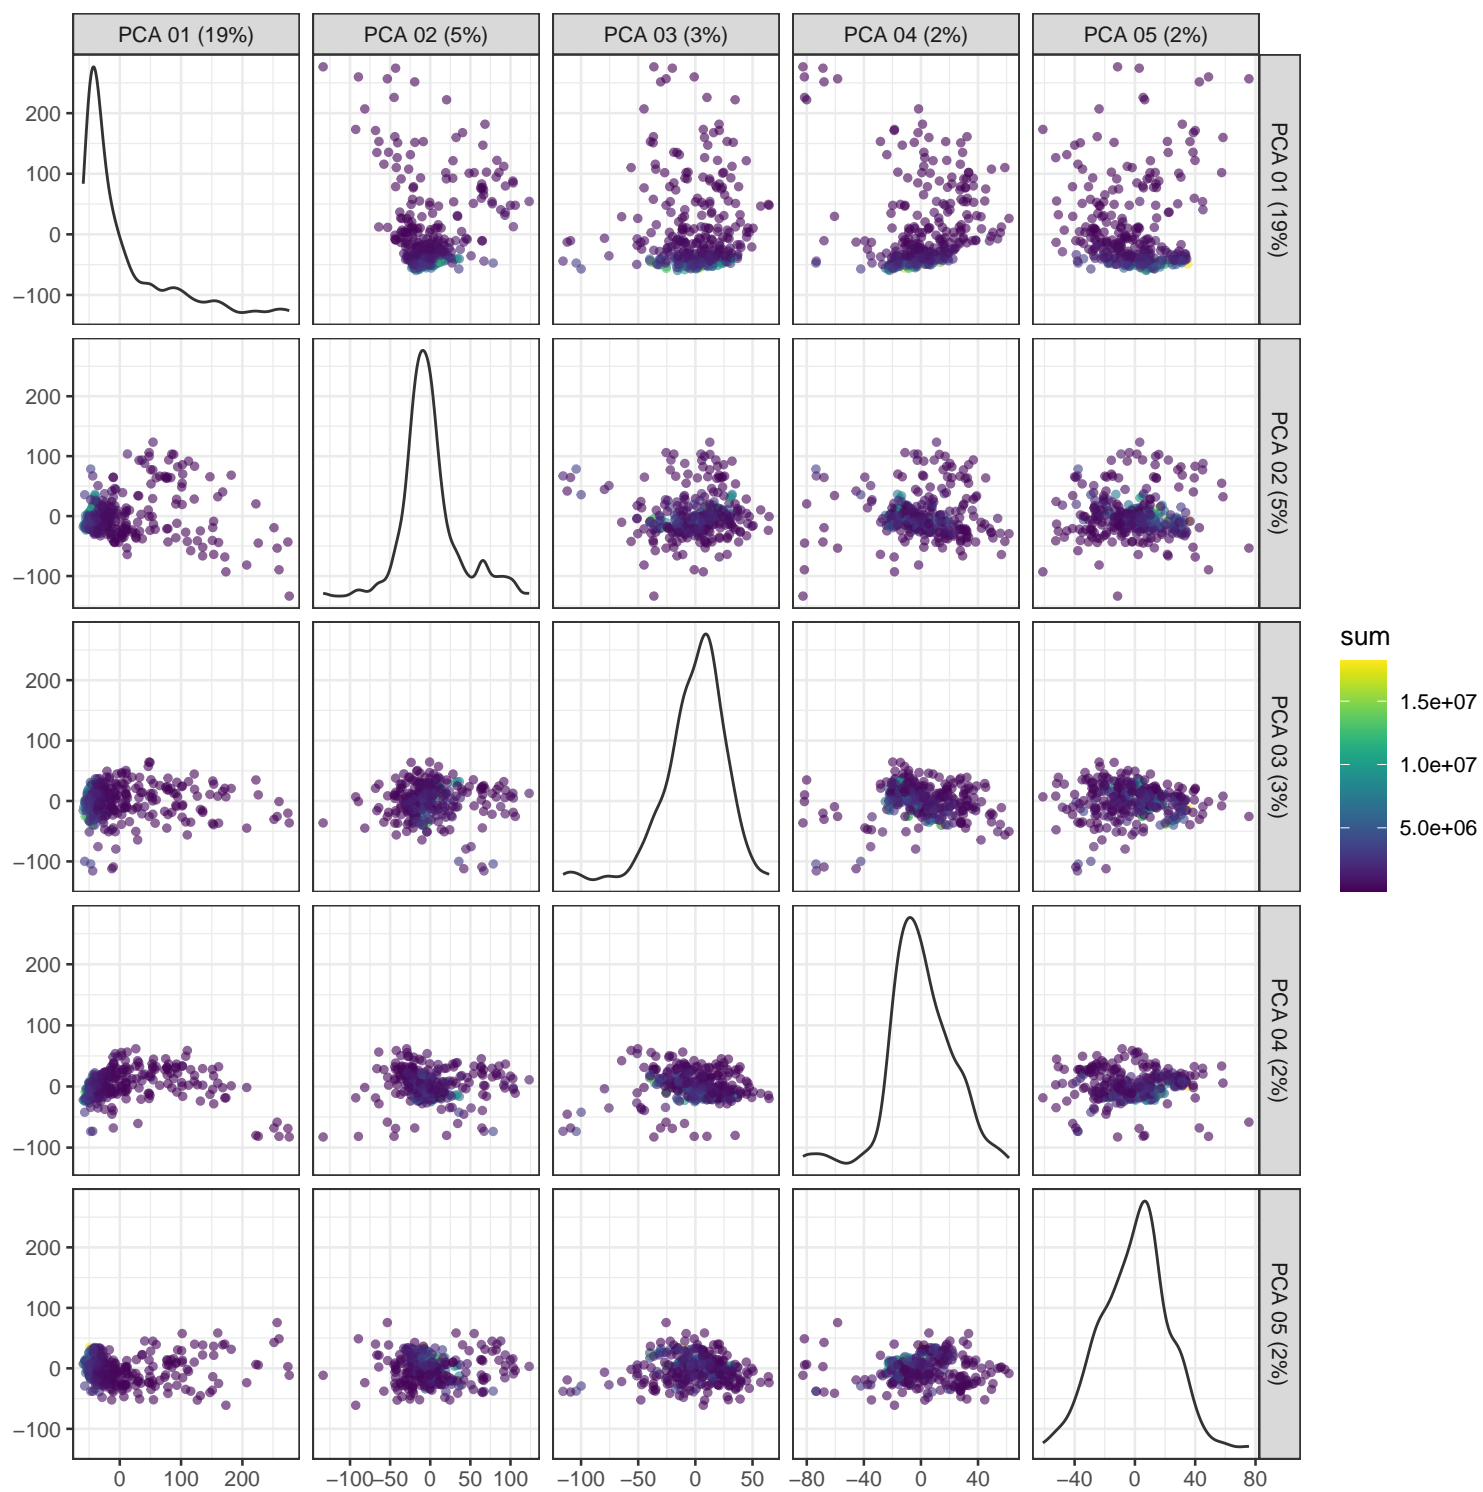 PCA 01 (19%) PCA 02 (5%) PCA 03 (3%) PCA 04 (2%) PCA 05 (2%)
200
100
0
−100
PCA 01 (19%)
200
100
0
−100
PCA 02 (5%)
200
100
0
−100
PCA 03 (3%)
sum
1.5e+07
1.0e+07
5.0e+06
200
100
0
−100
PCA 04 (2%)
200
100
0
−100
PCA 05 (2%)
0 100 200 −100 −50 0 50 100 −100 −50 0 50 −80 −40 0 40 −40 0 40 80